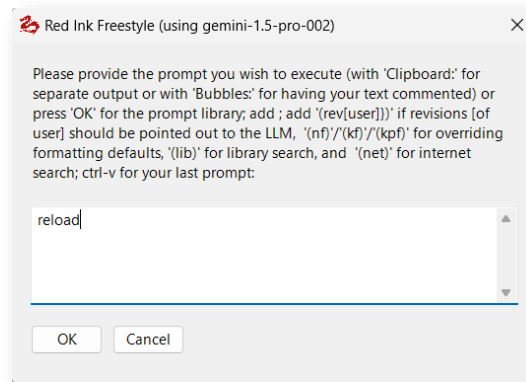 Red Ink Freestyle (using gemini-1.5-pro-002)
Please provide the prompt you wish to execute (with 'Clipboard:' for
separate output or with 'Bubbles:' for having your text commented) or
press 'OK' for the prompt library; add ; add '(rev[user]})' if revisions [of
user] should be pointed out to the LLM,  '(nf)'/'(kf)'/'(kpf)' for overriding
formatting defaults, '(lib)' for library search, and  '(net)' for internet
search; ctrl-v for your last prompt:
reload
OK Cancel